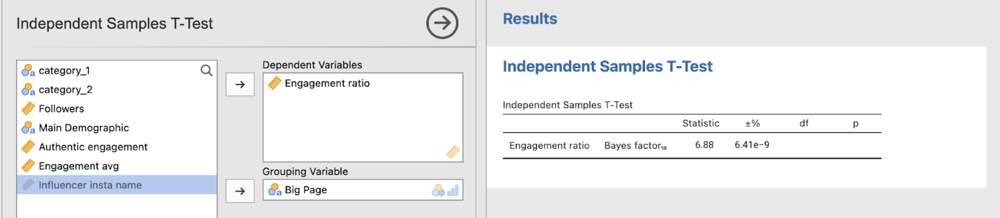 Independent Samples T-Test
category_1
category_2
Followers
Main Demographic
Authentic engagement
Engagement avg
Influencer insta name
Dependent Variables
Engagement ratio
Grouping Variable
Big Page
Results
Independent Samples T-Test
Independent Samples T-Test
Statistic ±% df p
Engagement ratio Bayes factor₁₀ 6.88 6.41e-9